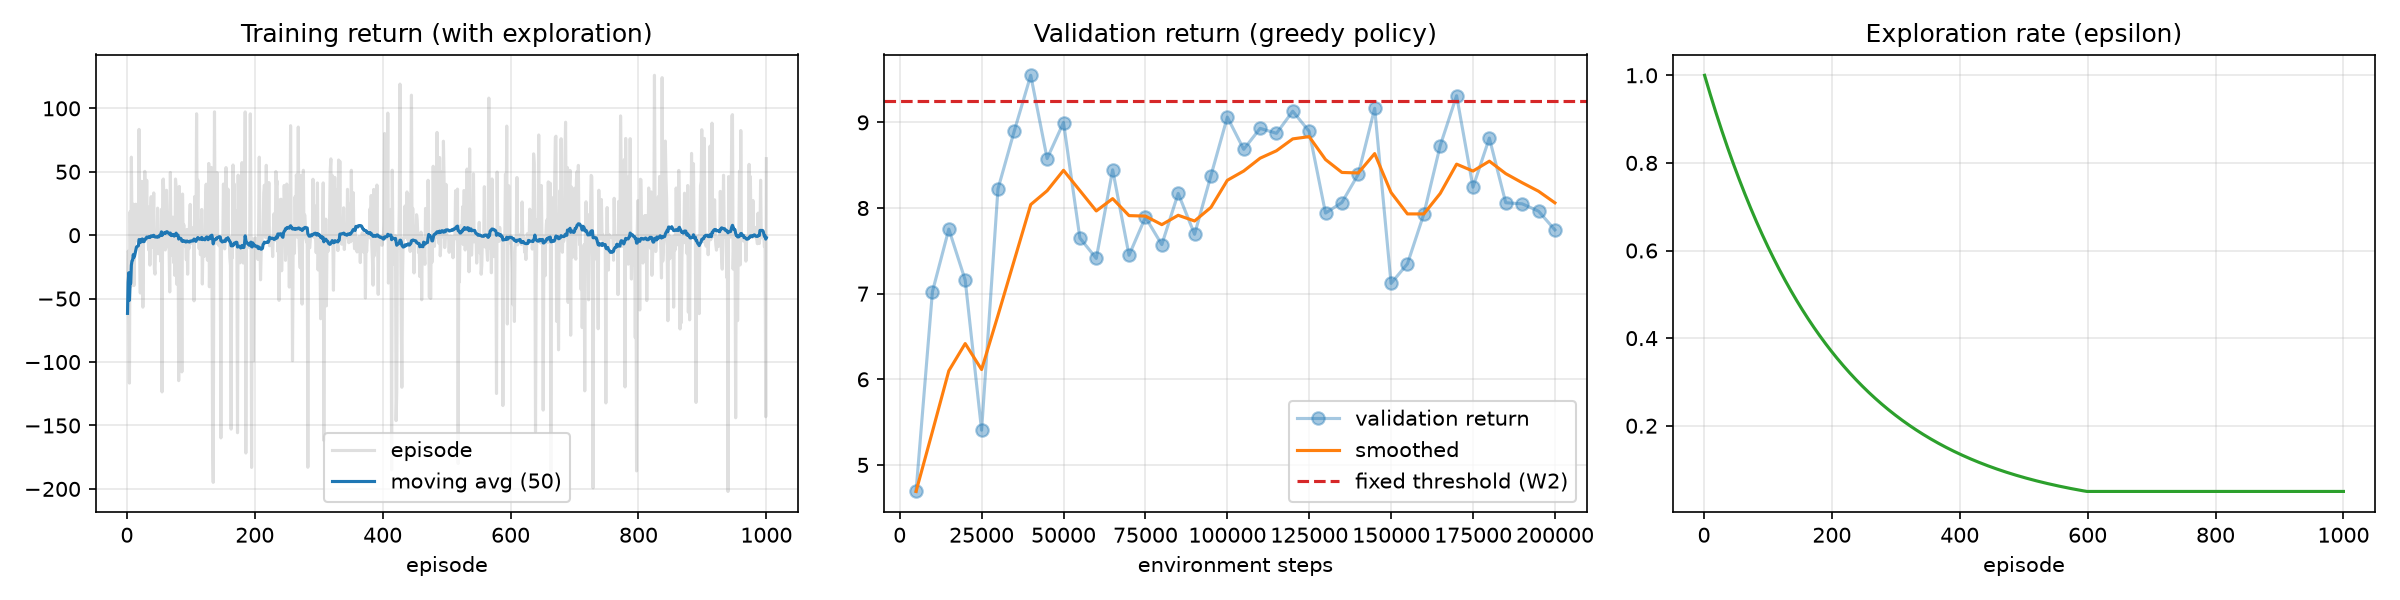 Training return (with exploration)
100
50
0
−50
−100
−150
−200
episode
moving avg (50)
0 200 400 600 800 1000
episode
Validation return (greedy policy)
9
8
7
6
5
validation return
smoothed
fixed threshold (W2)
0 25000 50000 75000 100000 125000 150000 175000 200000
environment steps
Exploration rate (epsilon)
1.0
0.8
0.6
0.4
0.2
0 200 400 600 800 1000
episode